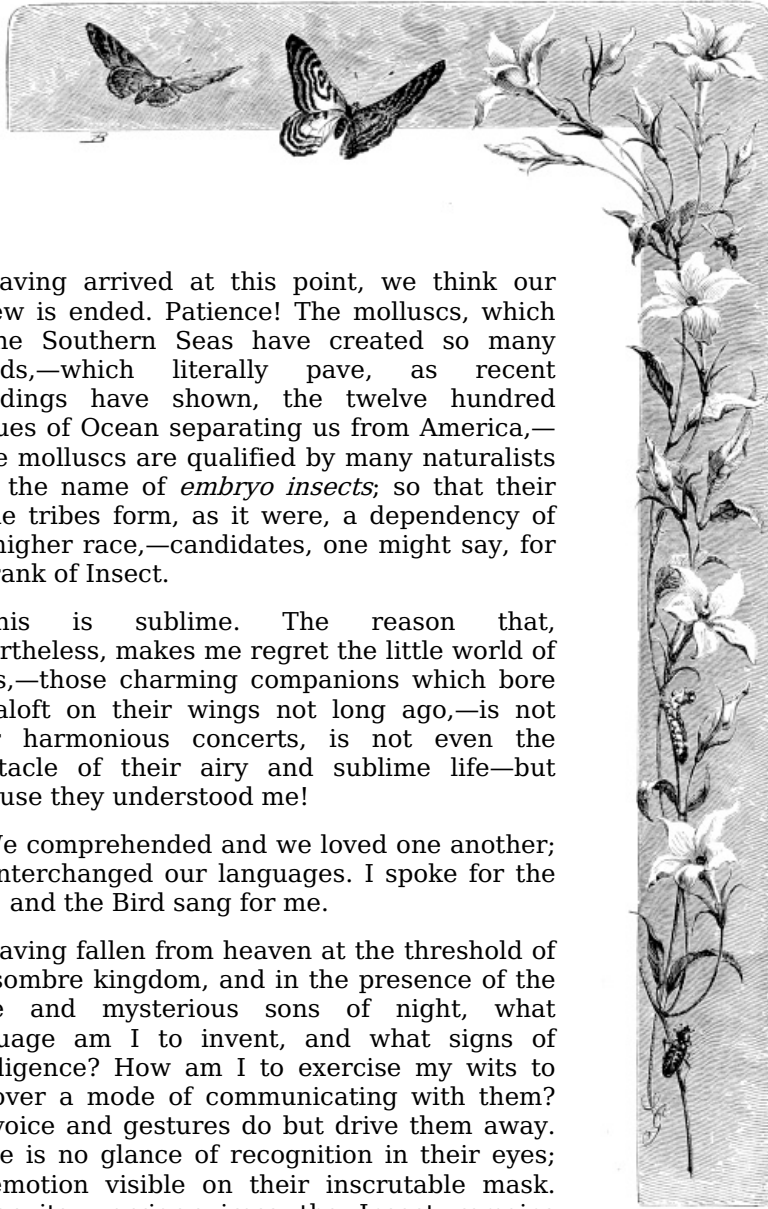 aving arrived at this point, we think our
ew is ended. Patience! The molluscs, which
he Southern Seas have created so many
ds,—which literally pave, as recent
dings have shown, the twelve hundred
ues of Ocean separating us from America,—
e molluscs are qualified by many naturalists
the name of embryo insects; so that their
e tribes form, as it were, a dependency of
higher race,—candidates, one might say, for
rank of Insect.
his is sublime. The reason that,
rtheless, makes me regret the little world of
s,—those charming companions which bore
aloft on their wings not long ago,—is not
r harmonious concerts, is not even the
tacle of their airy and sublime life—but
use they understood me!
We comprehended and we loved one another;
nterchanged our languages. I spoke for the
, and the Bird sang for me.
aving fallen from heaven at the threshold of
sombre kingdom, and in the presence of the
e and mysterious sons of night, what
uage am I to invent, and what signs of
ligence? How am I to exercise my wits to
over a mode of communicating with them?
voice and gestures do but drive them away.
e is no glance of recognition in their eyes;
emotion visible on their inscrutable mask.